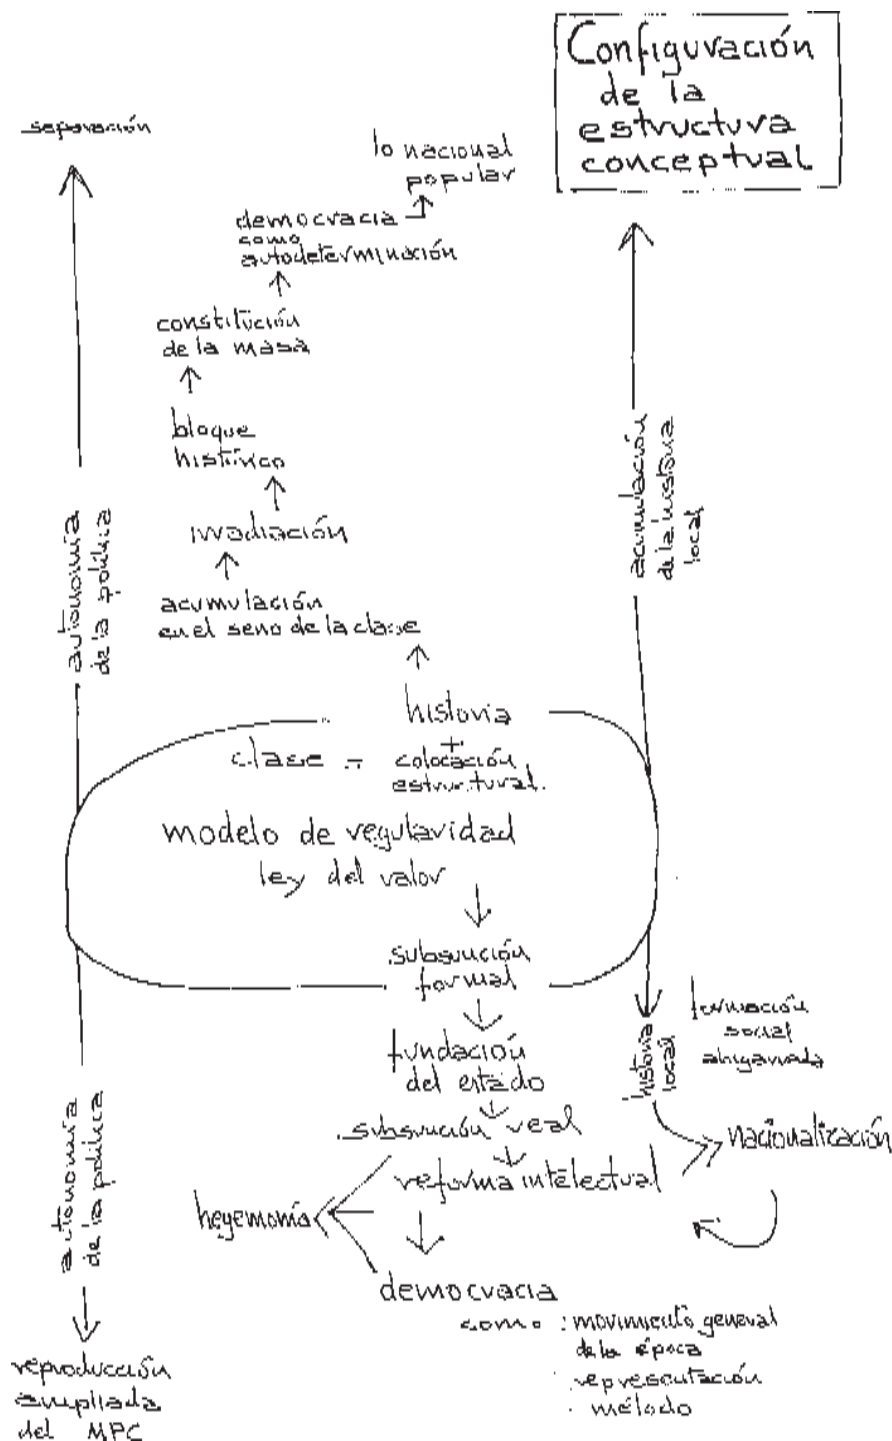 Configuración
de la
estructura
conceptual
separación
lo nacional
popular
democracia
como
autodeterminación
constitución
de la masa
bloque
histórico
irradiación
acumulación
en el seno de la clase
autonomía
de la política
acumulación
de la historia
local
historia
+
clase = colocación
estructural.
modelo de regularidad
ley del valor
subsunción
formal
fundación
del estado
subsunción real
reforma intelectual
hegemonía
democracia
como : movimiento general
de la época
: representación
: método
historia
local
formación
social
abigarrada
nacionalización
autonomía
de la política
reproducción
ampliada
del MPC